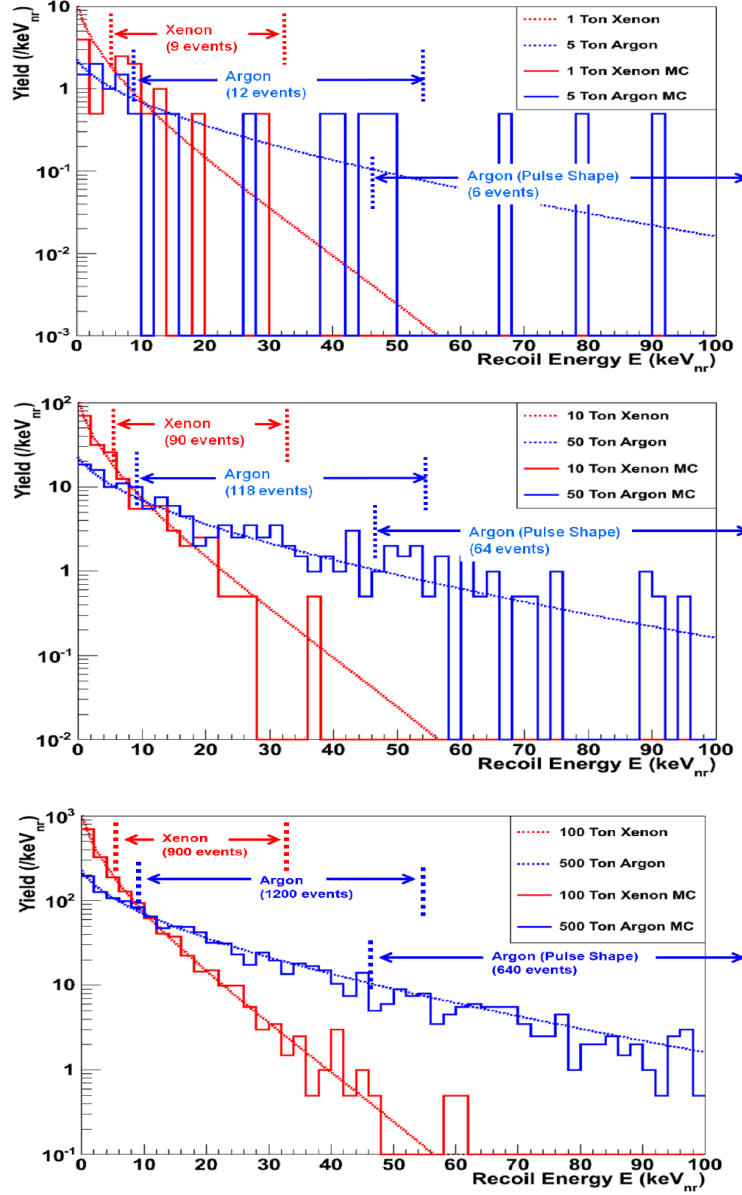 10
1
10⁻¹
10⁻²
10⁻³
Yield (/keVnr)
Xenon
(9 events)
Argon
(12 events)
Argon (Pulse Shape)
(6 events)
1 Ton Xenon
5 Ton Argon
1 Ton Xenon MC
5 Ton Argon MC
0 10 20 30 40 50 60 70 80 90 100
Recoil Energy E (keVnr)
10²
10
1
10⁻¹
10⁻²
Yield (/keVnr)
Xenon
(90 events)
Argon
(118 events)
Argon (Pulse Shape)
(64 events)
10 Ton Xenon
50 Ton Argon
10 Ton Xenon MC
50 Ton Argon MC
0 10 20 30 40 50 60 70 80 90 100
Recoil Energy E (keVnr)
10³
10²
10
1
10⁻¹
Yield (/keVnr)
Xenon
(900 events)
Argon
(1200 events)
Argon (Pulse Shape)
(640 events)
100 Ton Xenon
500 Ton Argon
100 Ton Xenon MC
500 Ton Argon MC
0 10 20 30 40 50 60 70 80 90 100
Recoil Energy E (keVnr)